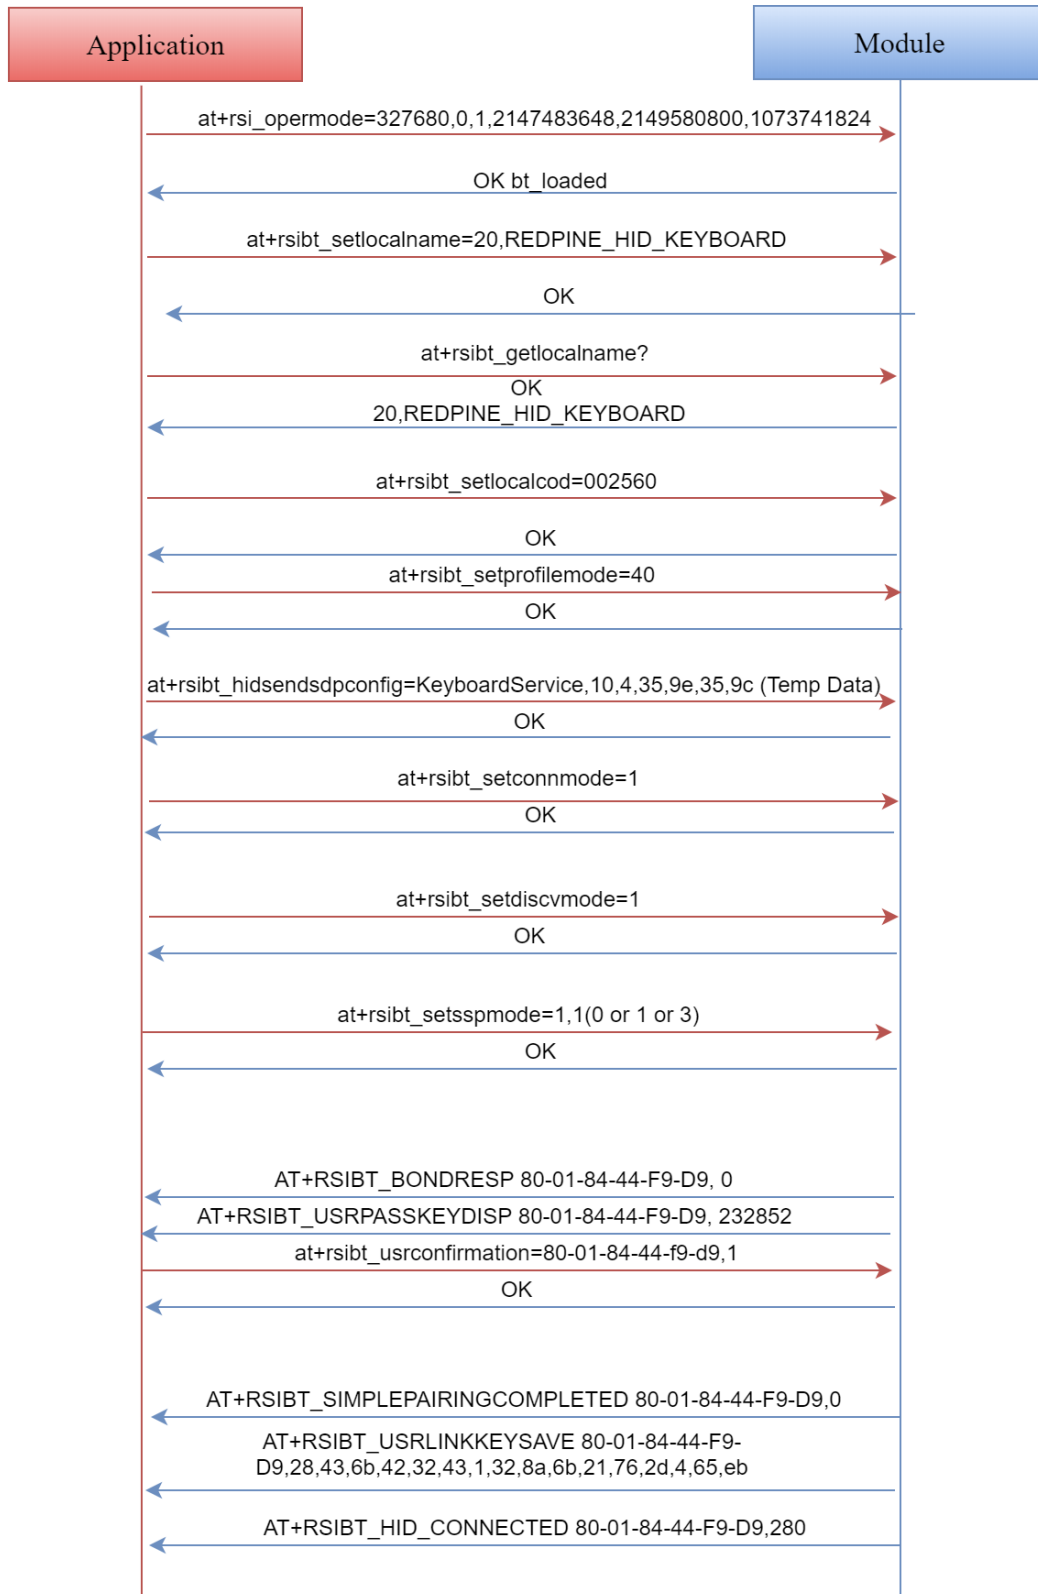 Application
Module
at+rsi_opermode=327680,0,1,2147483648,2149580800,1073741824
OK bt_loaded
at+rsibt_setlocalname=20,REDPINE_HID_KEYBOARD
OK
at+rsibt_getlocalname?
OK
20,REDPINE_HID_KEYBOARD
at+rsibt_setlocalcod=002560
OK
at+rsibt_setprofilemode=40
OK
at+rsibt_hidsendsdpconfig=KeyboardService,10,4,35,9e,35,9c (Temp Data)
OK
at+rsibt_setconnmode=1
OK
at+rsibt_setdiscvmode=1
OK
at+rsibt_setsspmode=1,1(0 or 1 or 3)
OK
AT+RSIBT_BONDRESP 80-01-84-44-F9-D9, 0
AT+RSIBT_USRPASSKEYDISP 80-01-84-44-F9-D9, 232852
at+rsibt_usrconfirmation=80-01-84-44-f9-d9,1
OK
AT+RSIBT_SIMPLEPAIRINGCOMPLETED 80-01-84-44-F9-D9,0
AT+RSIBT_USRLINKKEYSAVE 80-01-84-44-F9-
D9,28,43,6b,42,32,43,1,32,8a,6b,21,76,2d,4,65,eb
AT+RSIBT_HID_CONNECTED 80-01-84-44-F9-D9,280